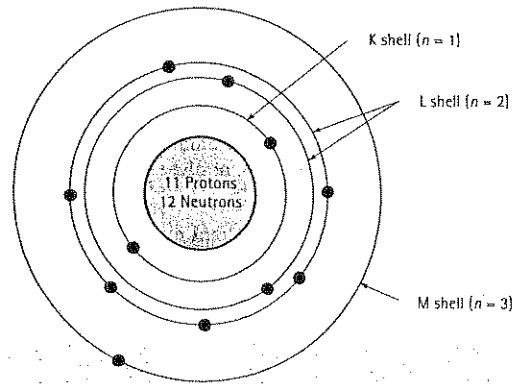 K shell (n = 1)
L shell (n = 2)
11 Protons
12 Neutrons
M shell (n = 3)